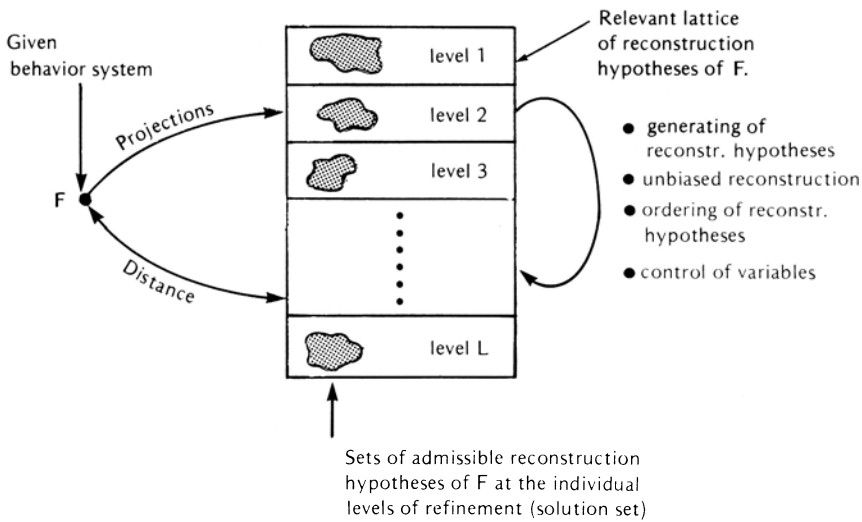 Given
behavior system
F
Projections
Distance
level 1
level 2
level 3
level L
Relevant lattice
of reconstruction
hypotheses of F.
generating of
reconstr. hypotheses
unbiased reconstruction
ordering of reconstr.
hypotheses
control of variables
Sets of admissible reconstruction
hypotheses of F at the individual
levels of refinement (solution set)